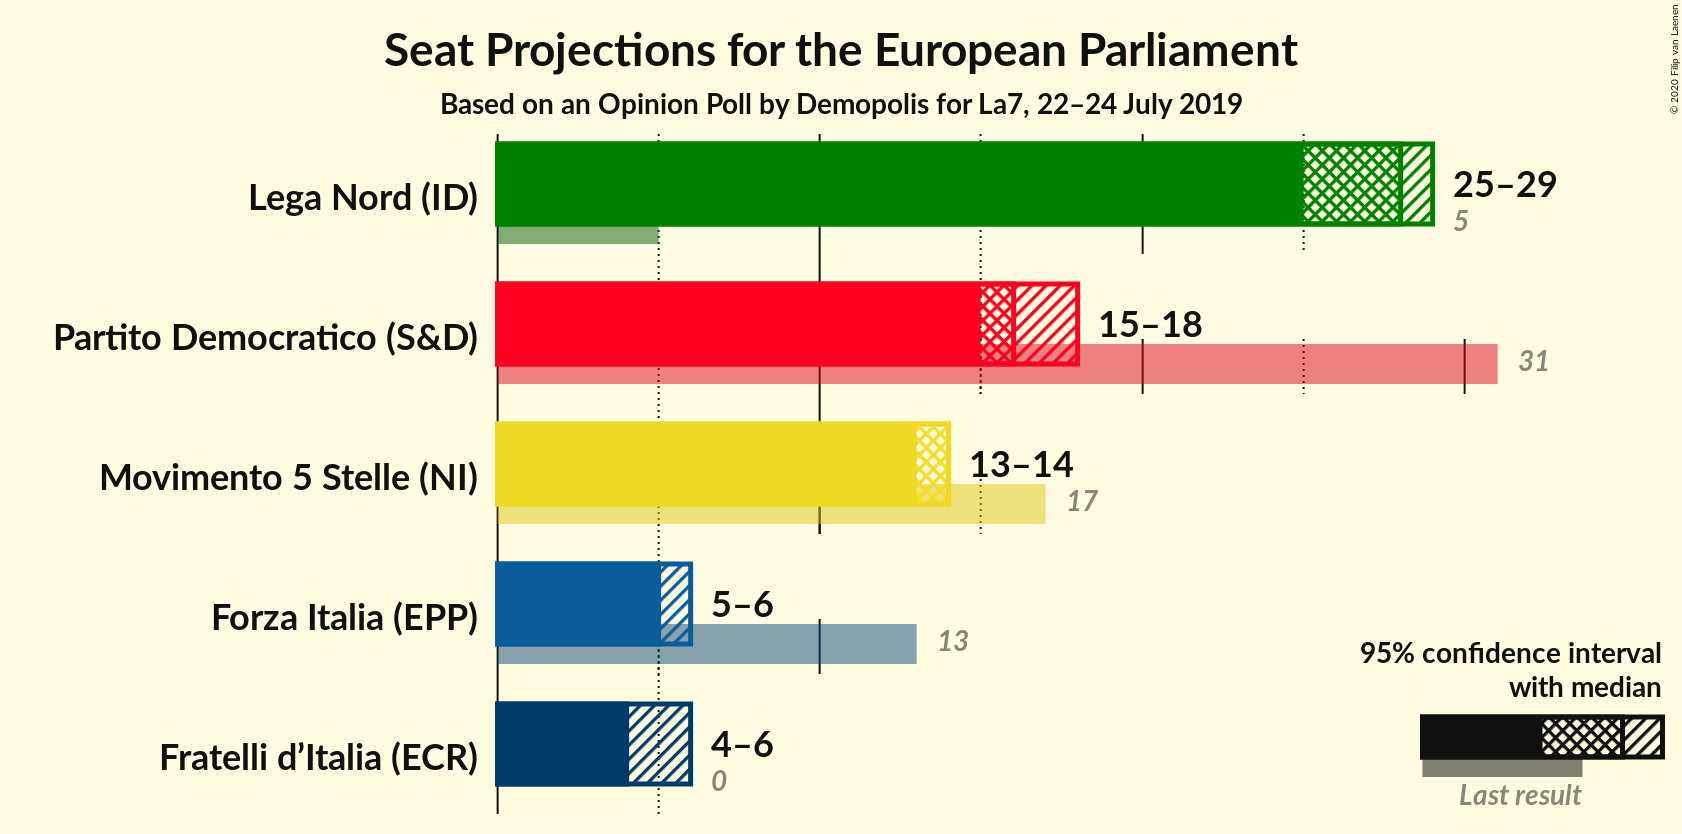 Seat Projections for the European Parliament
Based on an Opinion Poll by Demopolis for La7, 22–24 July 2019
© 2020 Filip van Laenen
Lega Nord (ID)
25–29
5
Partito Democratico (S&D)
15–18
31
Movimento 5 Stelle (NI)
13–14
17
Forza Italia (EPP)
5–6
13
Fratelli d’Italia (ECR)
4–6
0
95% confidence interval
with median
Last result